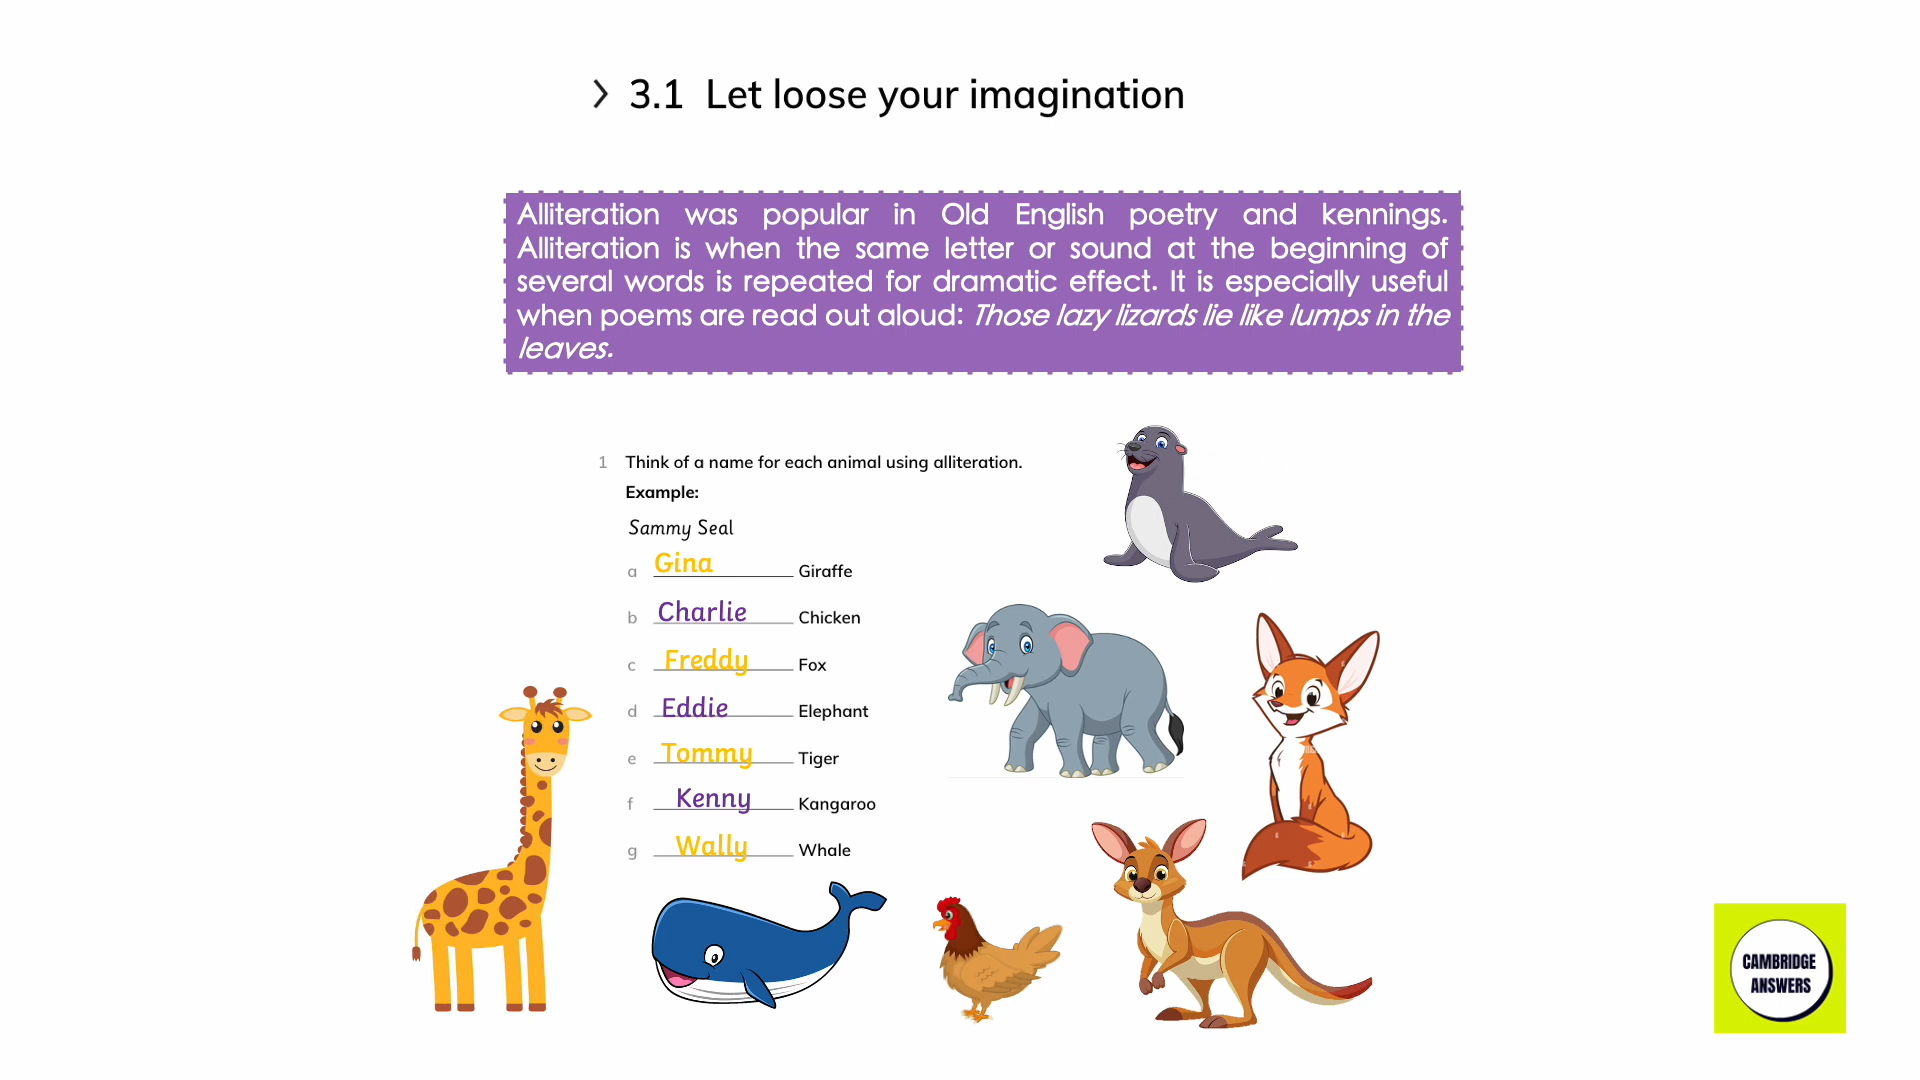 > 3.1 Let loose your imagination
Alliteration was popular in Old English poetry and kennings.
Alliteration is when the same letter or sound at the beginning of
several words is repeated for dramatic effect. It is especially useful
when poems are read out aloud: Those lazy lizards lie like lumps in the
leaves.
1 Think of a name for each animal using alliteration.
Example:
Sammy Seal
a Gina Giraffe
b Charlie Chicken
c Freddy Fox
d Eddie Elephant
e Tommy Tiger
f Kenny Kangaroo
g Wally Whale
CAMBRIDGE
ANSWERS